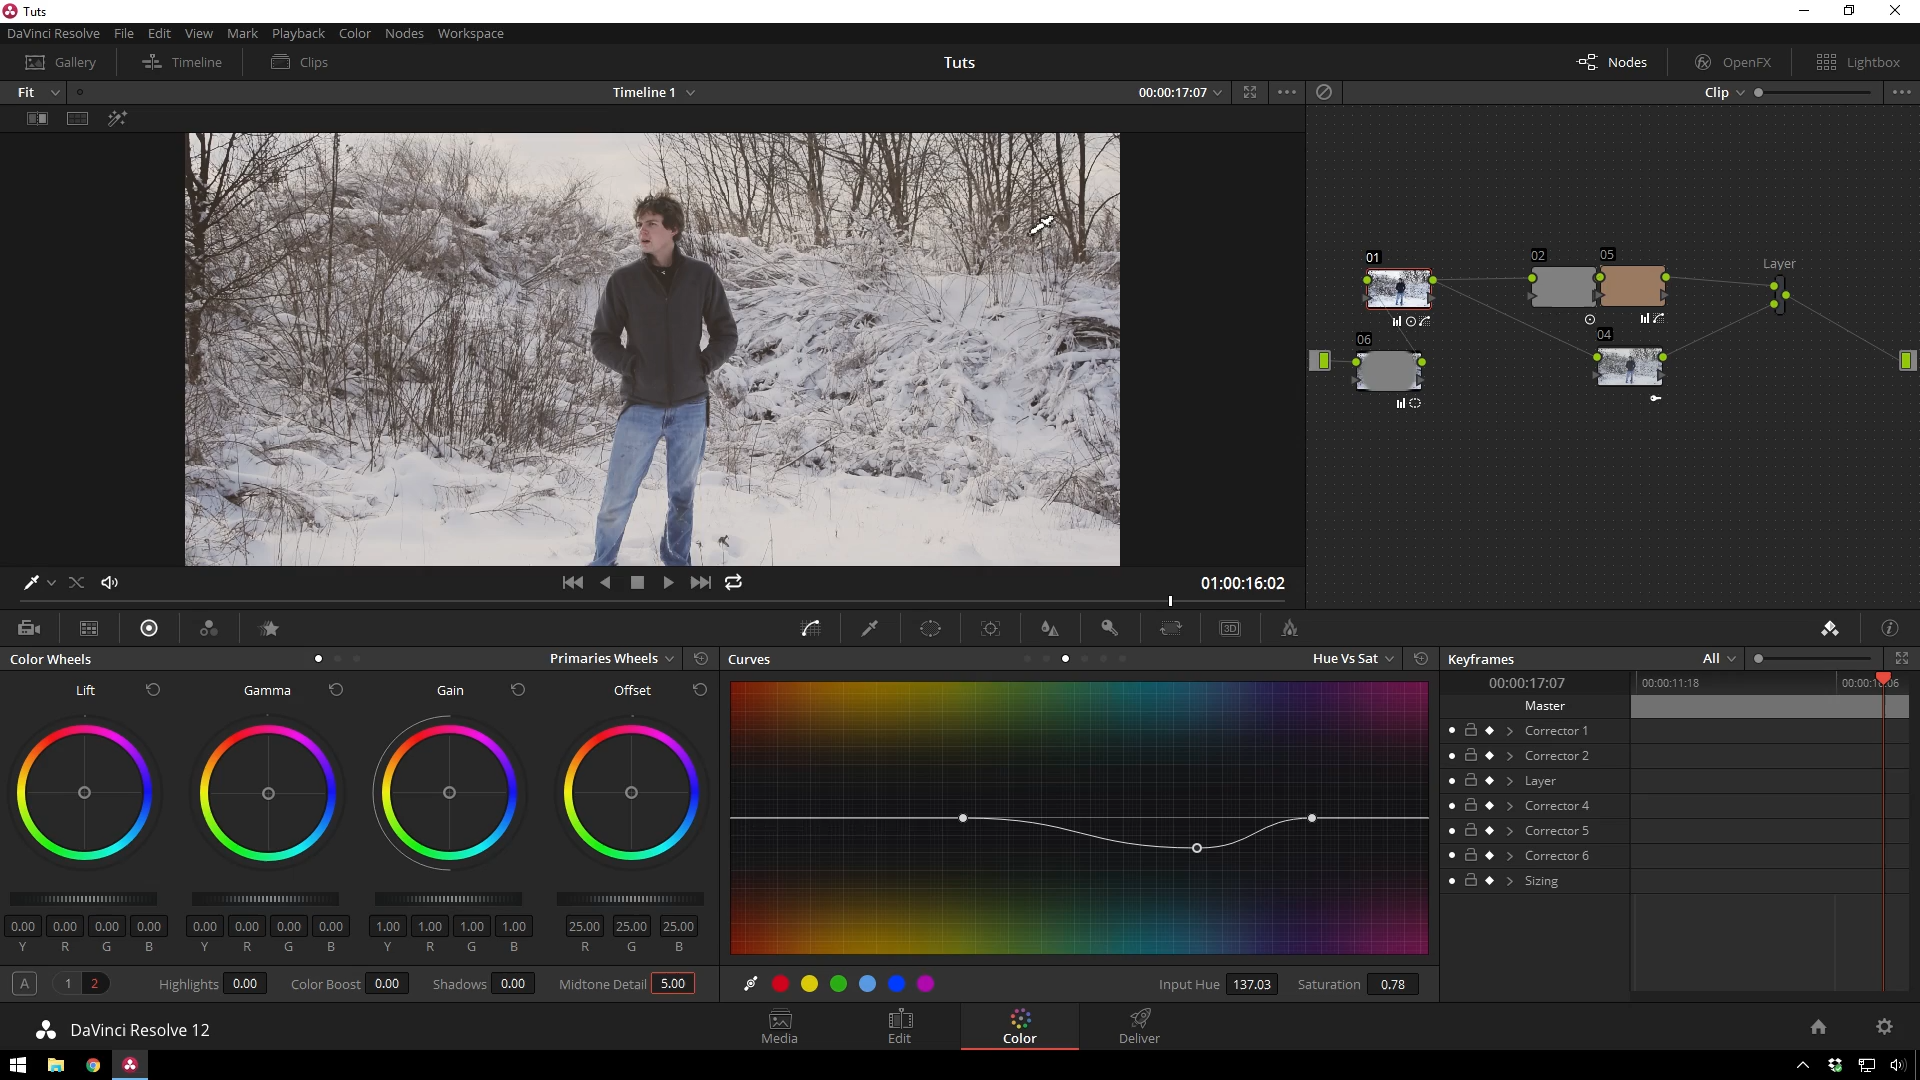 Tuts
DaVinci Resolve File Edit View Mark Playback Color Nodes Workspace
Gallery Timeline Clips Tuts Nodes OpenFX Lightbox
Fit Timeline 1 00:00:17:07 Clip
01 02 05 Layer
06 04
01:00:16:02
3D
Color Wheels Primaries Wheels Curves Hue Vs Sat Keyframes All
Lift Gamma Gain Offset 00:00:17:07 00:00:11:18
Master
Corrector 1
Corrector 2
Layer
Corrector 4
Corrector 5
Corrector 6
Sizing
0.00 0.00 0.00 0.00 0.00 0.00 0.00 0.00 1.00 1.00 1.00 1.00 25.00 25.00 25.00
Y R G B Y R G B Y R G B R G B
A 1 2 Highlights 0.00 Color Boost 0.00 Shadows 0.00 Midtone Detail 5.00 Input Hue 137.03 Saturation 0.78
DaVinci Resolve 12 Media Edit Color Deliver